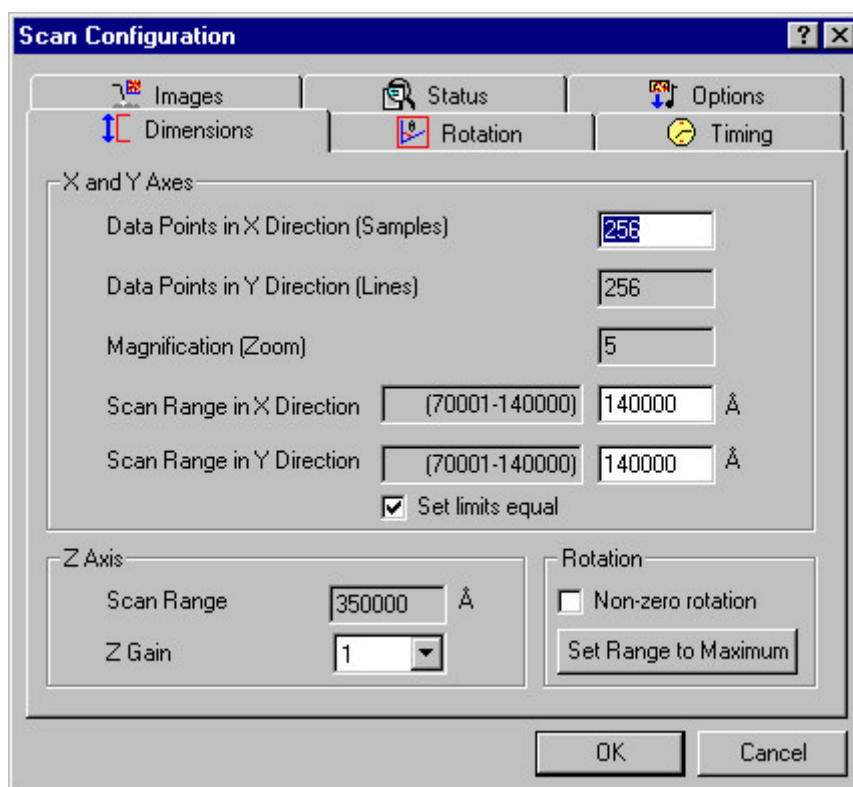 Scan Configuration
Images Status Options
Dimensions Rotation Timing
X and Y Axes
Data Points in X Direction (Samples) 256
Data Points in Y Direction (Lines) 256
Magnification (Zoom) 5
Scan Range in X Direction (70001-140000) 140000 Å
Scan Range in Y Direction (70001-140000) 140000 Å
Set limits equal
Z Axis
Scan Range 350000 Å
Z Gain 1
Rotation
Non-zero rotation
Set Range to Maximum
OK Cancel